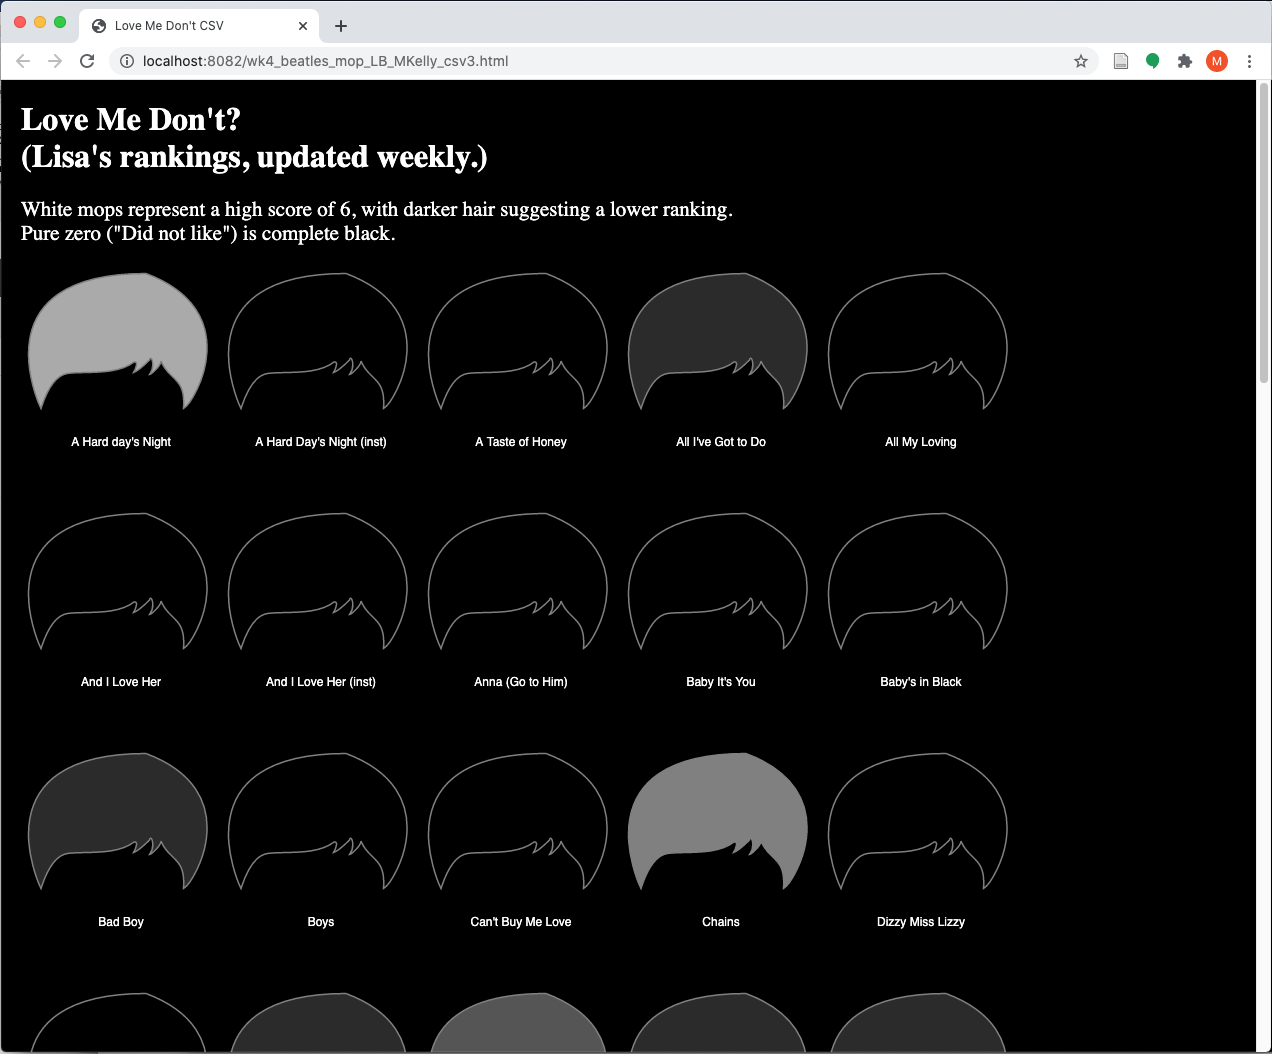 Love Me Don't CSV
localhost:8082/wk4_beatles_mop_LB_MKelly_csv3.html
M
Love Me Don't?
(Lisa's rankings, updated weekly.)
White mops represent a high score of 6, with darker hair suggesting a lower ranking.
Pure zero ("Did not like") is complete black.
A Hard day's Night
A Hard Day's Night (inst)
A Taste of Honey
All I've Got to Do
All My Loving
And I Love Her
And I Love Her (inst)
Anna (Go to Him)
Baby It's You
Baby's in Black
Bad Boy
Boys
Can't Buy Me Love
Chains
Dizzy Miss Lizzy